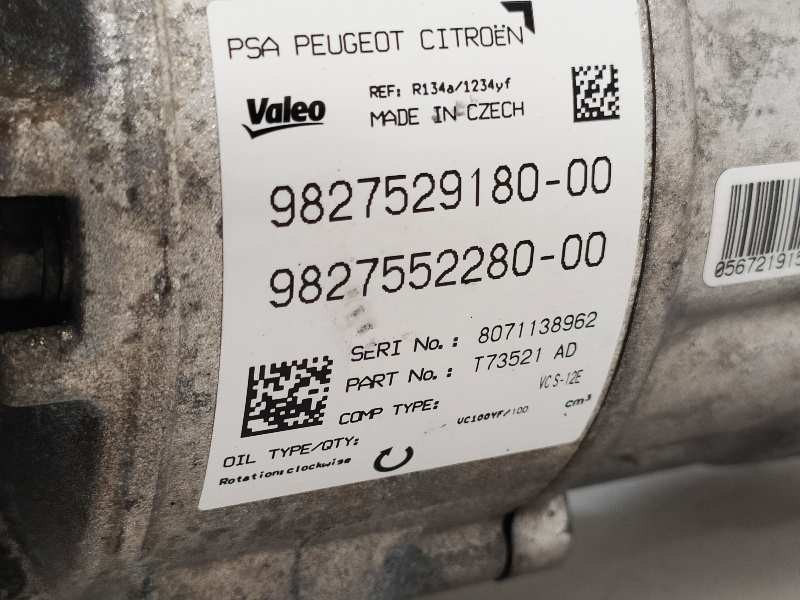 PSA PEUGEOT CITROËN
Valeo
REF: R134a/1234yf
MADE IN CZECH
9827529180-00
9827552280-00
SERI No.: 8071138962
PART No.: T73521 AD
COMP TYPE: VCS-12E
OIL TYPE/QTY: VC100YF/100 cm³
Rotation:clockwise
05672191